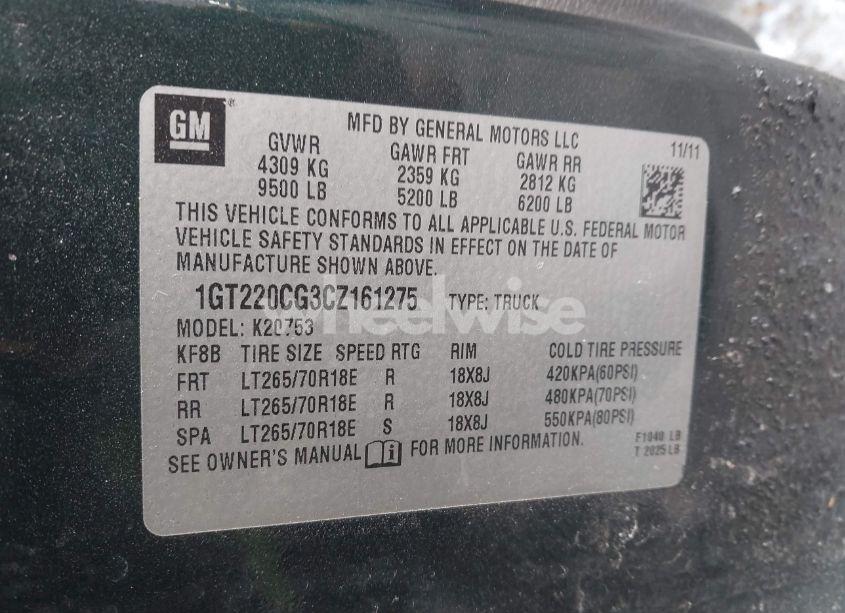 GM
MFD BY GENERAL MOTORS LLC
11/11
GVWR GAWR FRT GAWR RR
4309 KG 2359 KG 2812 KG
9500 LB 5200 LB 6200 LB
THIS VEHICLE CONFORMS TO ALL APPLICABLE U.S. FEDERAL MOTOR
VEHICLE SAFETY STANDARDS IN EFFECT ON THE DATE OF
MANUFACTURE SHOWN ABOVE.
1GT220CG3CZ161275 TYPE: TRUCK
MODEL: K20753
wheelwise
KF8B TIRE SIZE SPEED RTG RIM COLD TIRE PRESSURE
FRT LT265/70R18E R 18X8J 420KPA(60PSI)
RR LT265/70R18E R 18X8J 480KPA(70PSI)
SPA LT265/70R18E S 18X8J 550KPA(80PSI)
SEE OWNER'S MANUAL FOR MORE INFORMATION.
F1040 LB
T 2025 LB